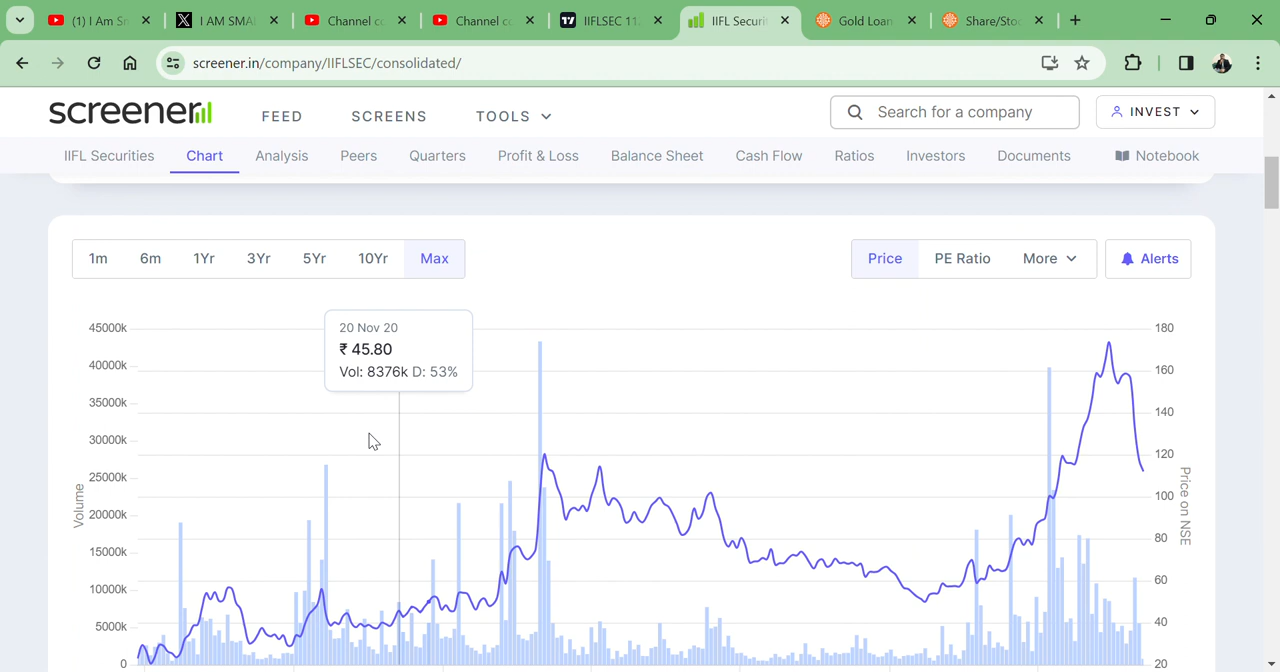 (1) I Am Sm
I AM SMA
Channel co
Channel co
IIFLSEC 11
IIFL Securi
Gold Loan
Share/Sto
screener.in/company/IIFLSEC/consolidated/
screener
FEED
SCREENS
TOOLS
Search for a company
INVEST
IIFL Securities
Chart
Analysis
Peers
Quarters
Profit & Loss
Balance Sheet
Cash Flow
Ratios
Investors
Documents
Notebook
1m
6m
1Yr
3Yr
5Yr
10Yr
Max
Price
PE Ratio
More
Alerts
20 Nov 20
₹ 45.80
Vol: 8376k D: 53%
45000k
40000k
35000k
30000k
25000k
20000k
15000k
10000k
5000k
0
Volume
180
160
140
120
100
80
60
40
20
Price on NSE